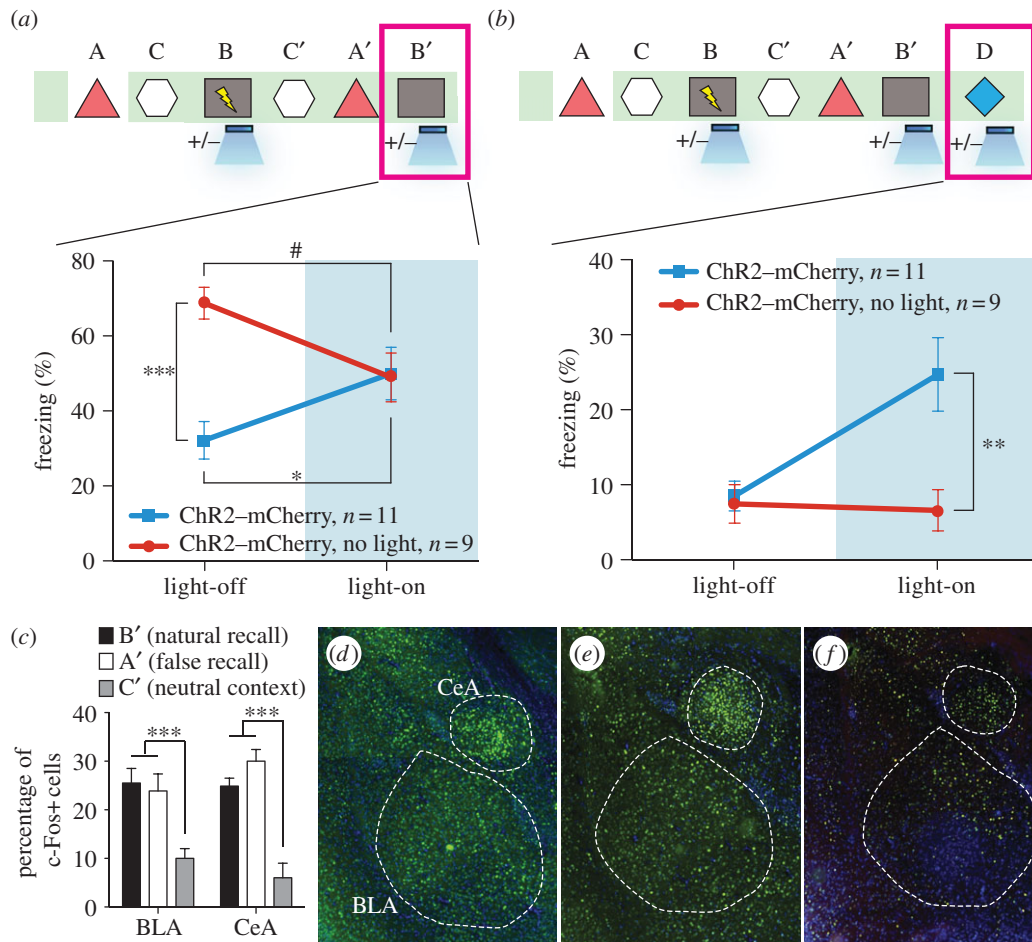 (a)
A C B C′ A′ B′
+/– +/–
80
60
40
20
0
freezing (%)
#
***
*
ChR2–mCherry, n = 11
ChR2–mCherry, no light, n = 9
light-off light-on
(b)
A C B C′ A′ B′ D
+/– +/– +/–
40
30
20
10
0
freezing (%)
ChR2–mCherry, n = 11
ChR2–mCherry, no light, n = 9
**
light-off light-on
(c)
B′ (natural recall)
A′ (false recall)
C′ (neutral context)
40
30
20
10
0
percentage of
c-Fos+ cells
*** ***
BLA CeA
(d)
CeA
BLA
(e)
(f)